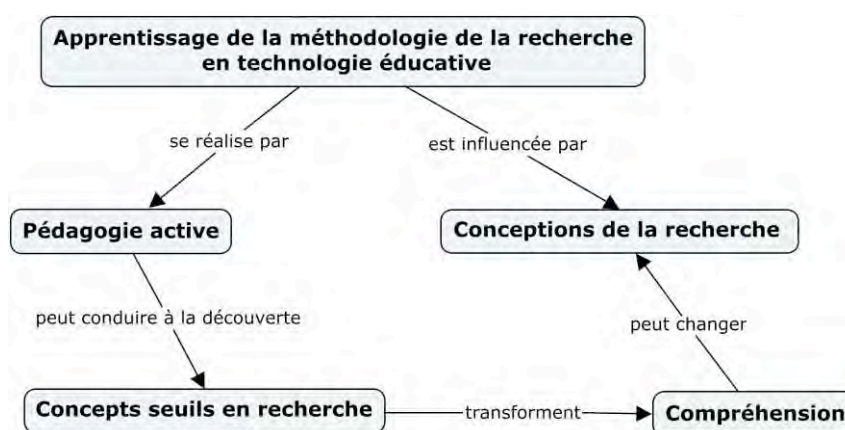 Apprentissage de la méthodologie de la recherche
en technologie éducative
se réalise par
est influencée par
Pédagogie active
Conceptions de la recherche
peut conduire à la découverte
peut changer
Concepts seuils en recherche
transforment
Compréhension